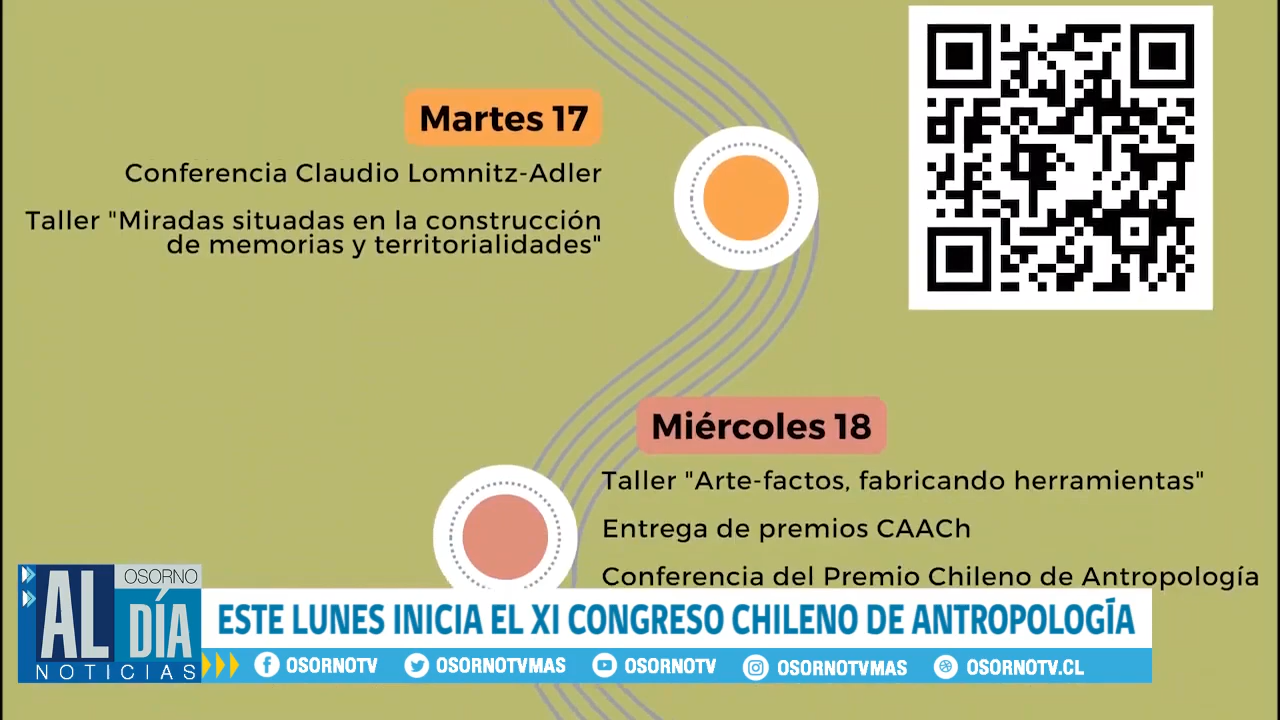 Martes 17
Conferencia Claudio Lomnitz-Adler
Taller "Miradas situadas en la construcción
de memorias y territorialidades"
Miércoles 18
Taller "Arte-factos, fabricando herramientas"
Entrega de premios CAACh
Conferencia del Premio Chileno de Antropología
OSORNO
AL DÍA
NOTICIAS
ESTE LUNES INICIA EL XI CONGRESO CHILENO DE ANTROPOLOGÍA
OSORNOTV OSORNOTVMAS OSORNOTV OSORNOTVMAS OSORNOTV.CL